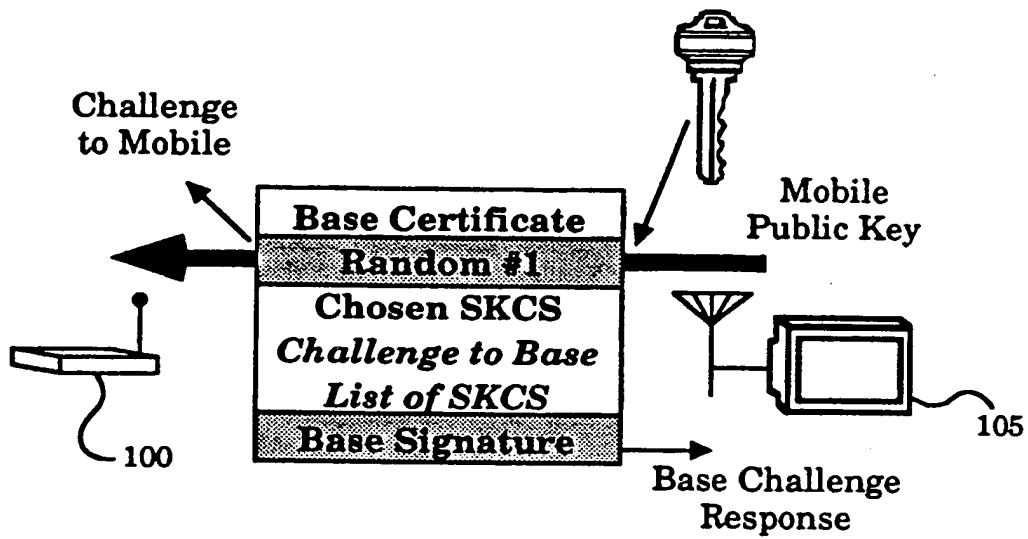 Challenge
to Mobile
Mobile
Public Key
Base Certificate
Random #1
Chosen SKCS
Challenge to Base
List of SKCS
Base Signature
100
105
Base Challenge
Response